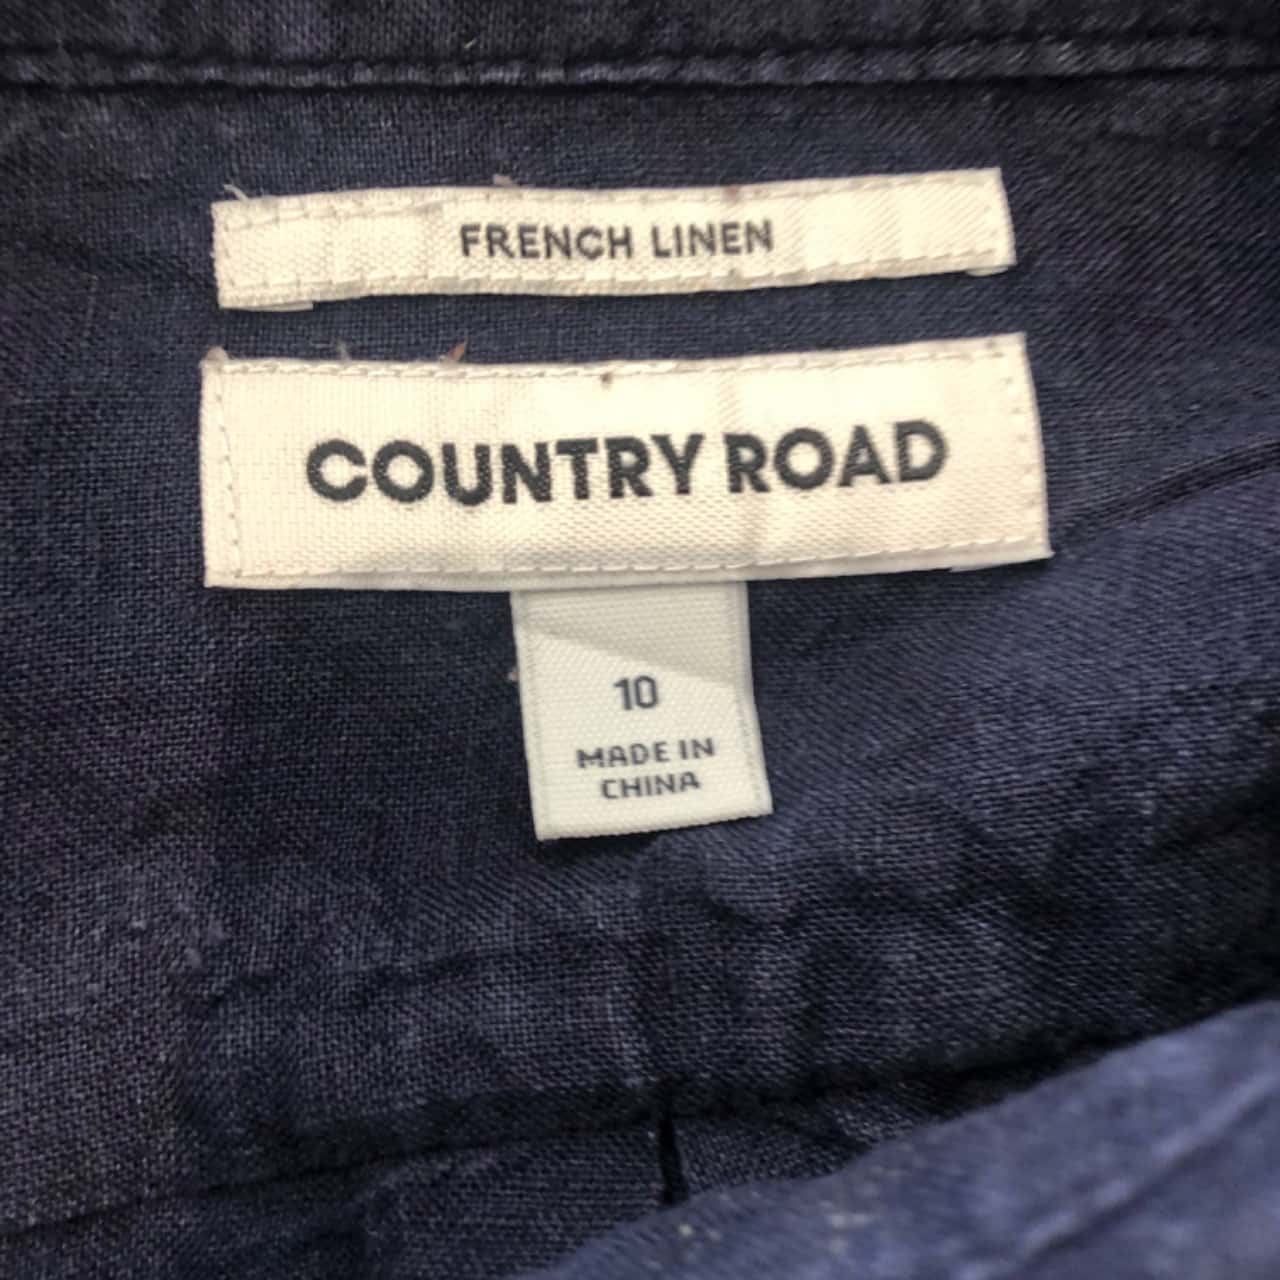 FRENCH LINEN
COUNTRY ROAD
10
MADE IN
CHINA